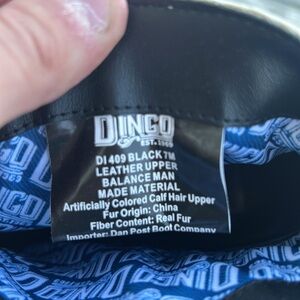 DINGO
EST. 1969
DI 409 BLACK 7M
LEATHER UPPER
BALANCE MAN
MADE MATERIAL
Artificially Colored Calf Hair Upper
Fur Origin: China
Fiber Content: Real Fur
Importer: Dan Post Boot Company